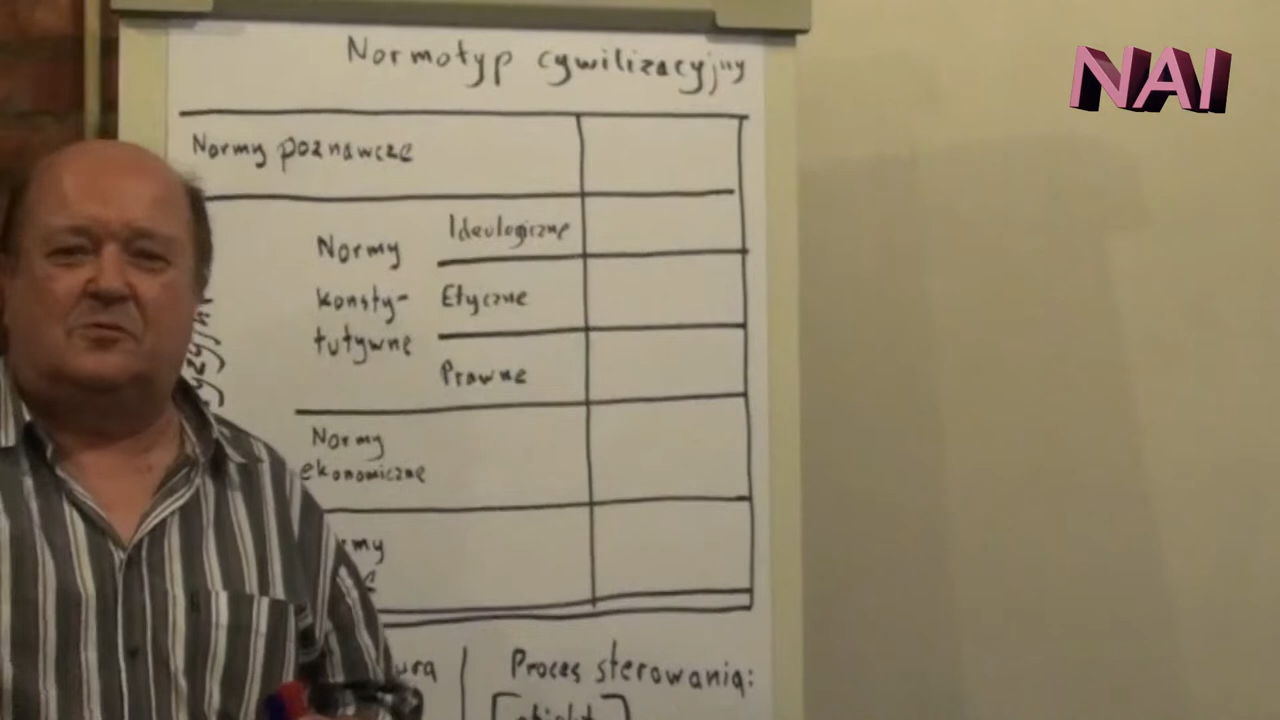 NAI
Normotyp cywilizacyjny
Normy poznawcze
Normy
konsty-
tutywne
Ideologiczne
Etyczne
Prawne
Normy
ekonomiczne
Proces sterowania: